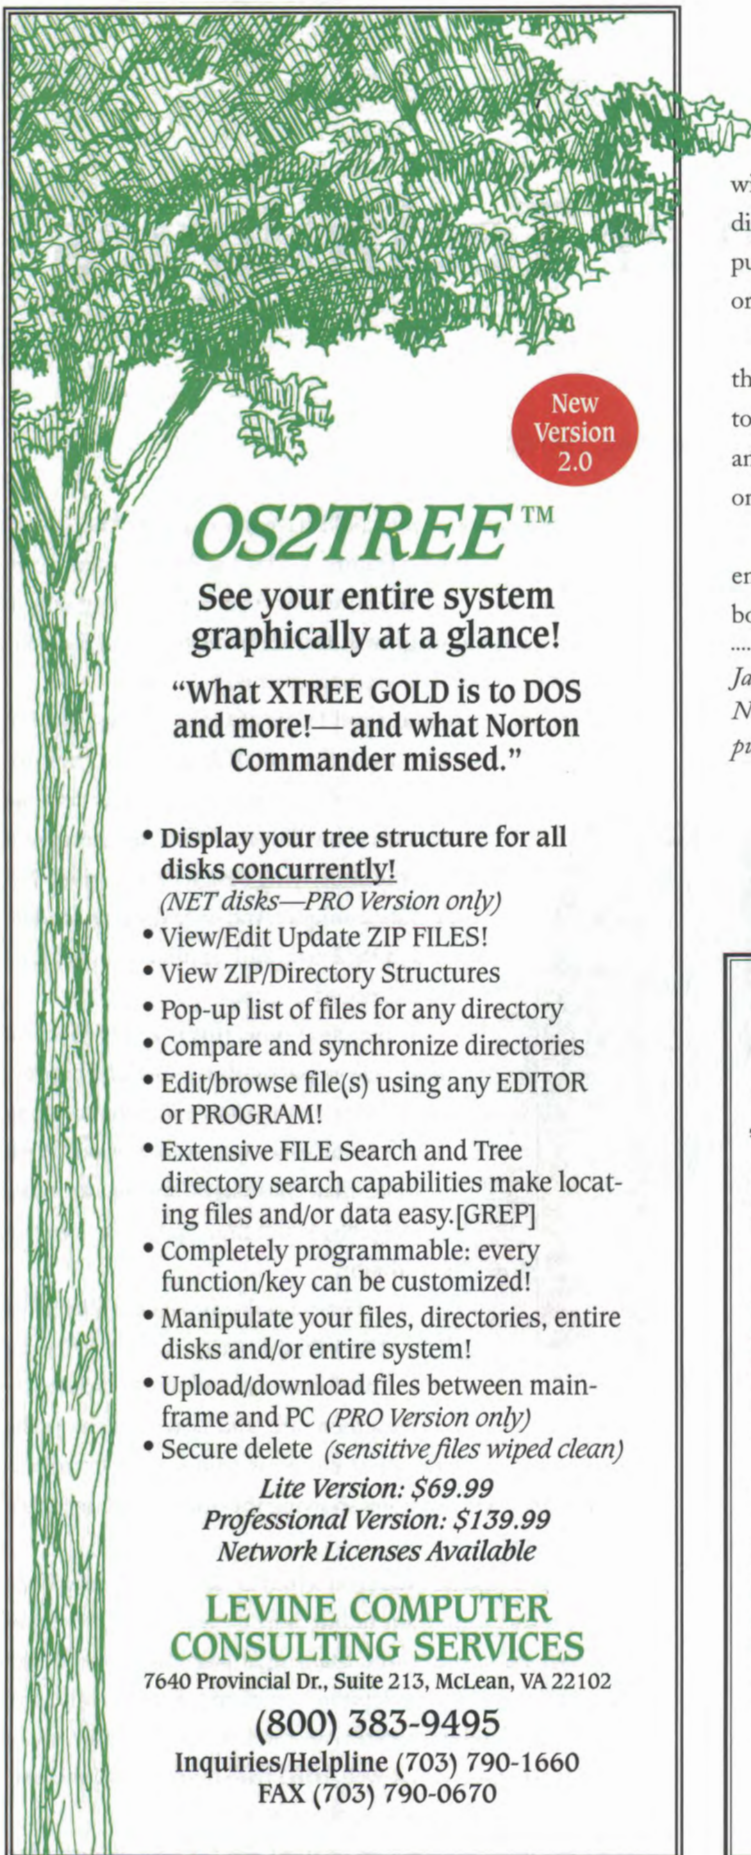 New
Version
2.0
OS2TREE™
See your entire system
graphically at a glance!
“What XTREE GOLD is to DOS
and more!—and what Norton
Commander missed.”
• Display your tree structure for all
disks concurrently!
(NET disks—PRO Version only)
• View/Edit Update ZIP FILES!
• View ZIP/Directory Structures
• Pop-up list of files for any directory
• Compare and synchronize directories
• Edit/browse file(s) using any EDITOR
or PROGRAM!
• Extensive FILE Search and Tree
directory search capabilities make locat-
ing files and/or data easy.[GREP]
• Completely programmable: every
function/key can be customized!
• Manipulate your files, directories, entire
disks and/or entire system!
• Upload/download files between main-
frame and PC (PRO Version only)
• Secure delete (sensitive files wiped clean)
Lite Version: $69.99
Professional Version: $139.99
Network Licenses Available
LEVINE COMPUTER
CONSULTING SERVICES
7640 Provincial Dr., Suite 213, McLean, VA 22102
(800) 383-9495
Inquiries/Helpline (703) 790-1660
FAX (703) 790-0670